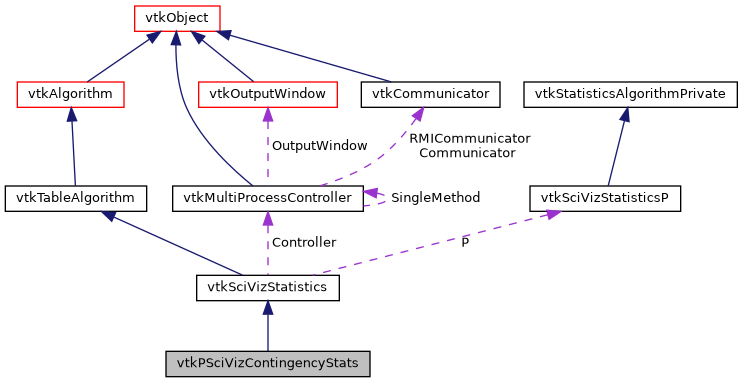 vtkObject
vtkAlgorithm
vtkOutputWindow
vtkCommunicator
vtkStatisticsAlgorithmPrivate
OutputWindow
RMICommunicator
Communicator
vtkTableAlgorithm
vtkMultiProcessController
SingleMethod
vtkSciVizStatisticsP
Controller
P
vtkSciVizStatistics
vtkPSciVizContingencyStats